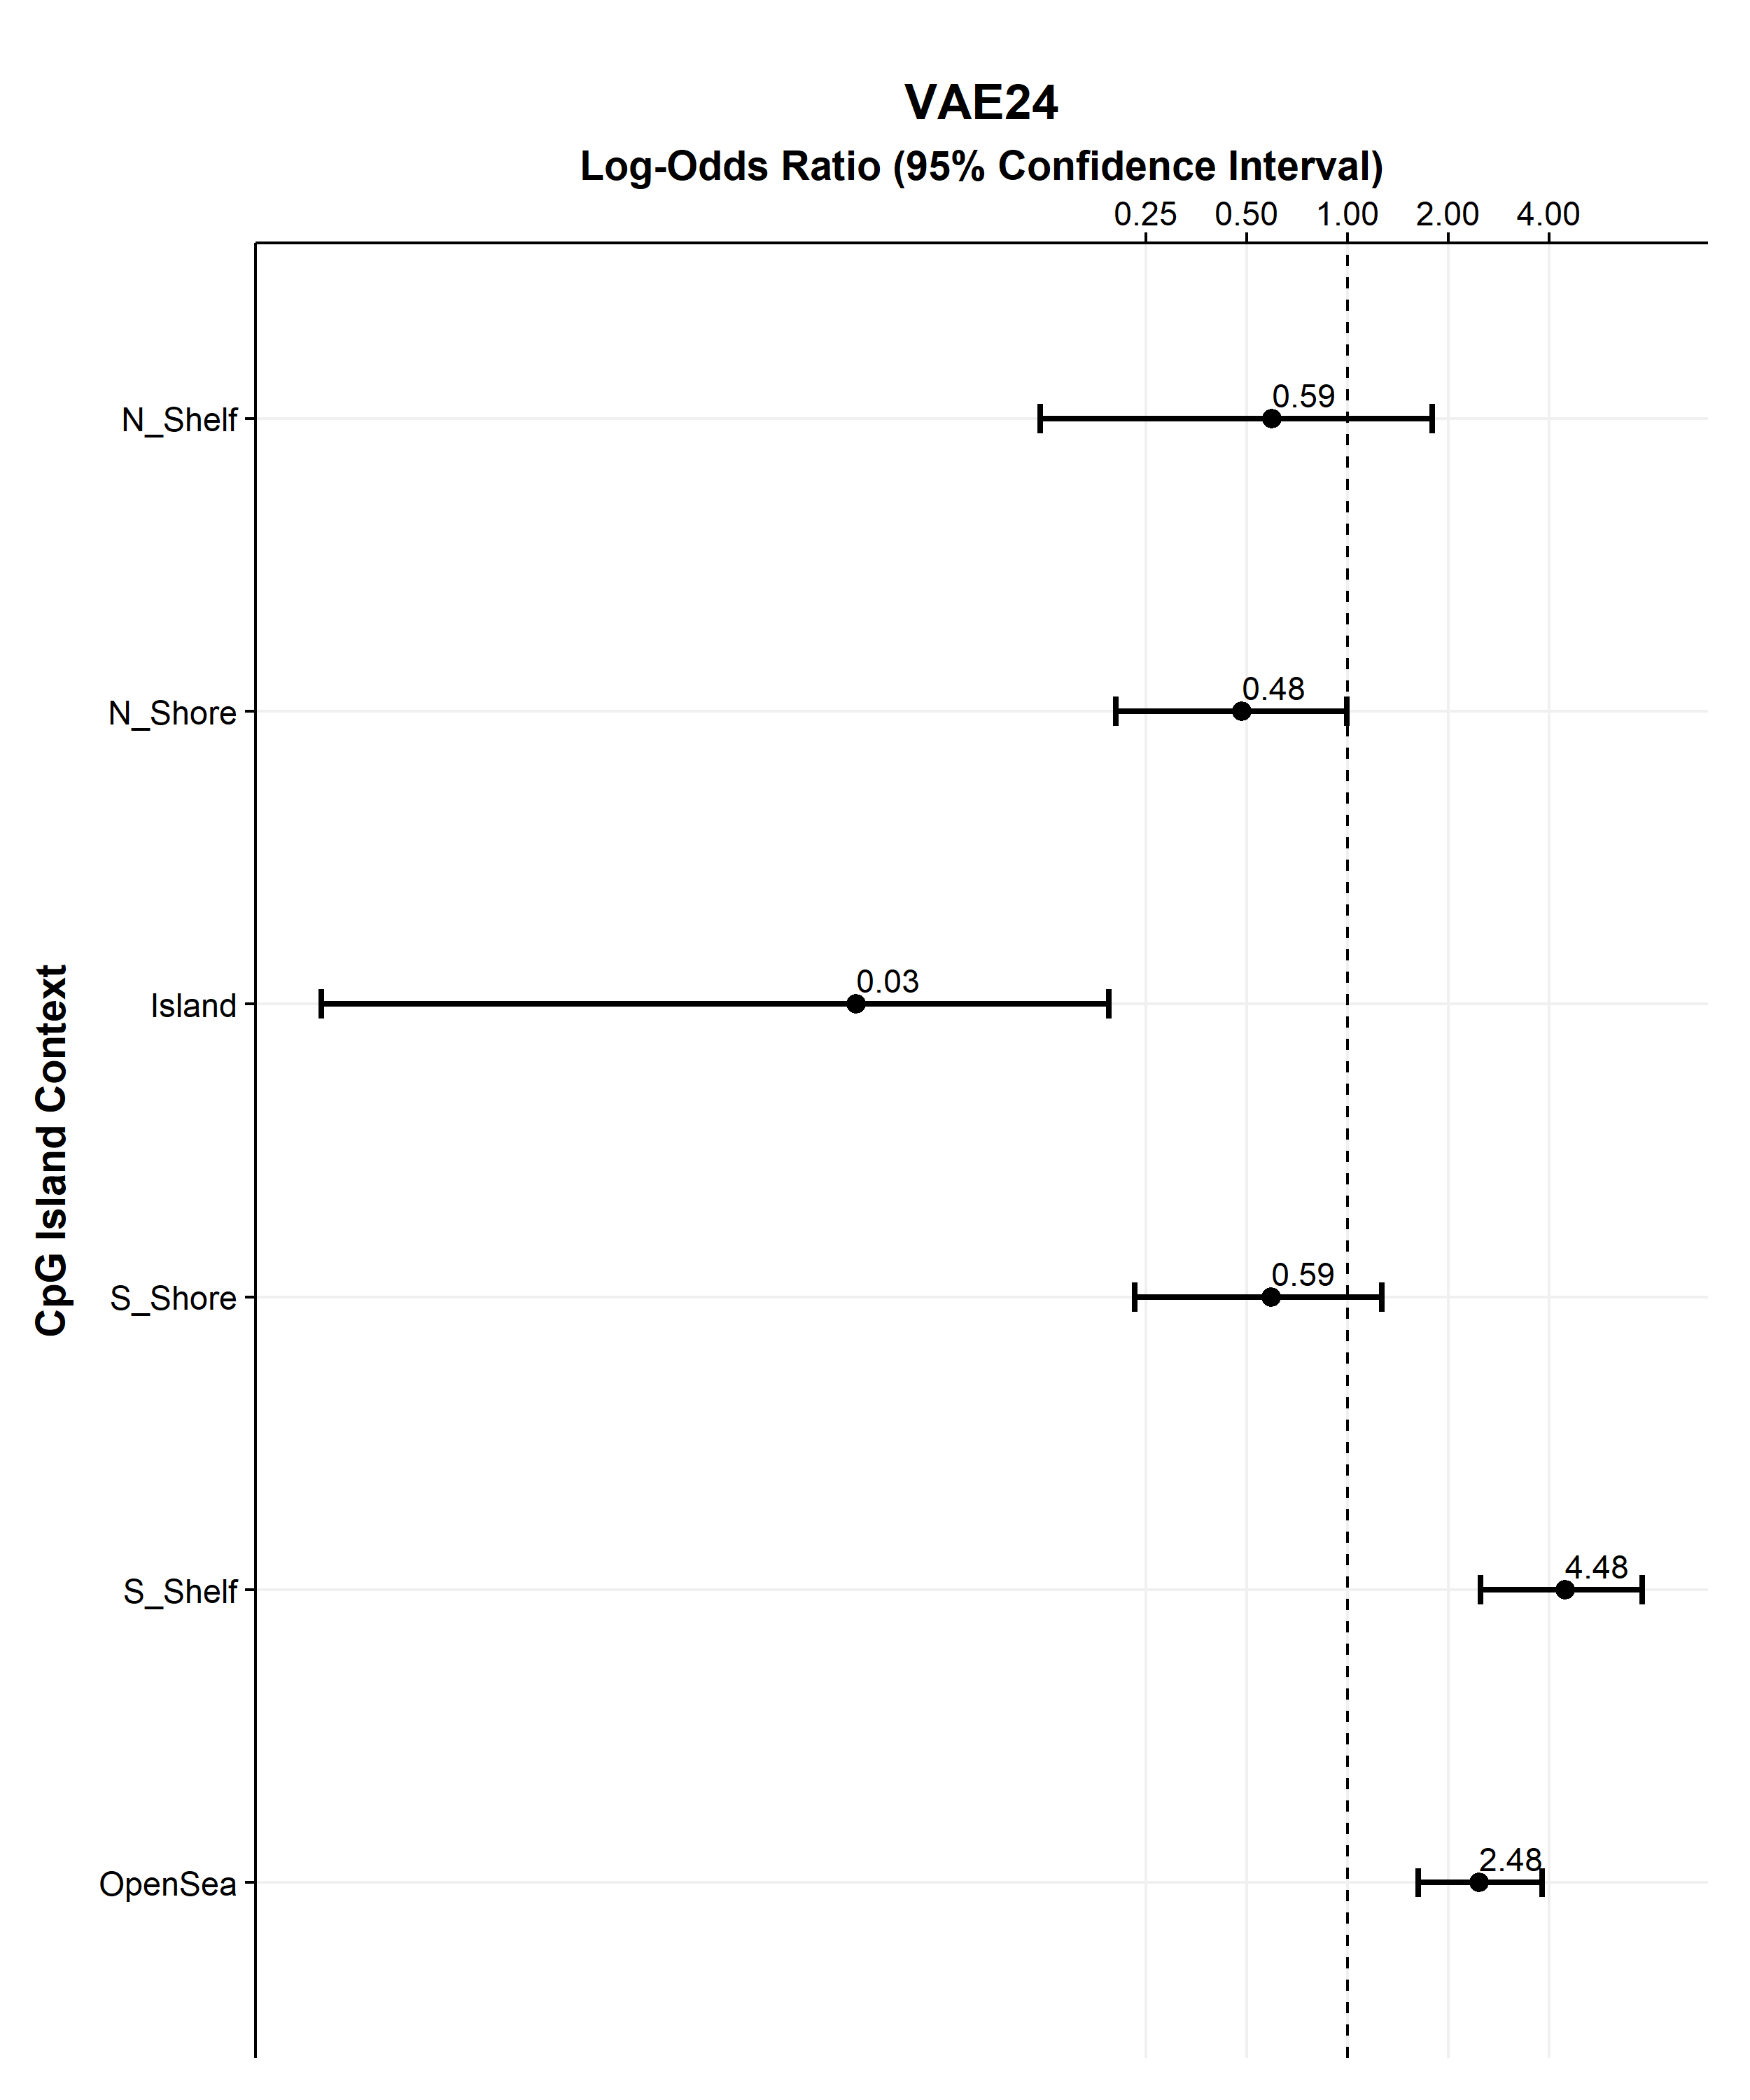 VAE24
Log-Odds Ratio (95% Confidence Interval)
0.25 0.50 1.00 2.00 4.00
N_Shelf
0.59
N_Shore
0.48
Island
0.03
CpG Island Context
S_Shore
0.59
S_Shelf
4.48
OpenSea
2.48